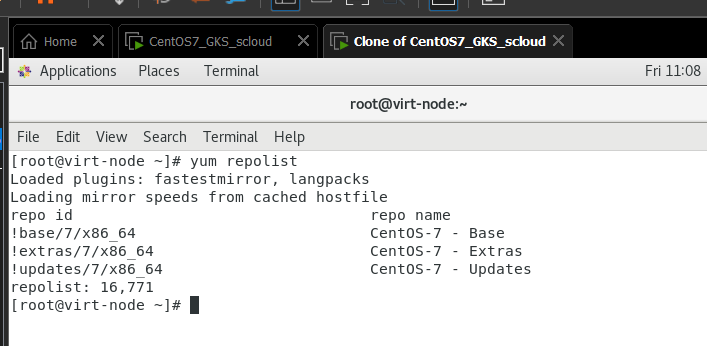 Home CentOS7_GKS_scloud Clone of CentOS7_GKS_scloud
Applications Places Terminal Fri 11:08
root@virt-node:~
File Edit View Search Terminal Help
[root@virt-node ~]# yum repolist
Loaded plugins: fastestmirror, langpacks
Loading mirror speeds from cached hostfile
repo id repo name
!base/7/x86_64 CentOS-7 - Base
!extras/7/x86_64 CentOS-7 - Extras
!updates/7/x86_64 CentOS-7 - Updates
repolist: 16,771
[root@virt-node ~]#